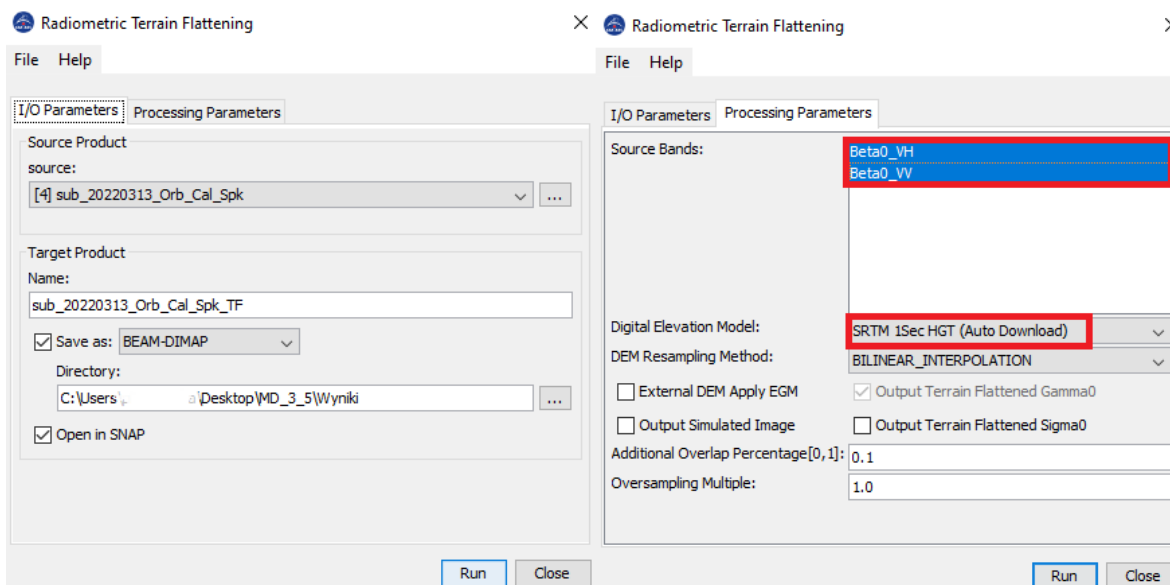 Radiometric Terrain Flattening
File Help
I/O Parameters Processing Parameters
Source Product
source:
[4] sub_20220313_Orb_Cal_Spk
...
Target Product
Name:
sub_20220313_Orb_Cal_Spk_TF
Save as: BEAM-DIMAP
Directory:
C:\Users\ a\Desktop\MD_3_5\Wyniki
...
Open in SNAP
Run Close
Radiometric Terrain Flattening
File Help
I/O Parameters Processing Parameters
Source Bands: Beta0_VH
Beta0_VV
Digital Elevation Model: SRTM 1Sec HGT (Auto Download)
DEM Resampling Method: BILINEAR_INTERPOLATION
External DEM Apply EGM Output Terrain Flattened Gamma0
Output Simulated Image Output Terrain Flattened Sigma0
Additional Overlap Percentage[0,1]: 0.1
Oversampling Multiple: 1.0
Run Close